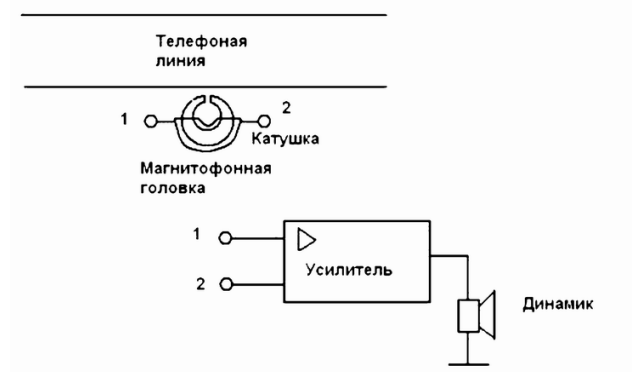 Телефоная
линия
1
2
Катушка
Магнитофонная
головка
1
Усилитель
2
Динамик